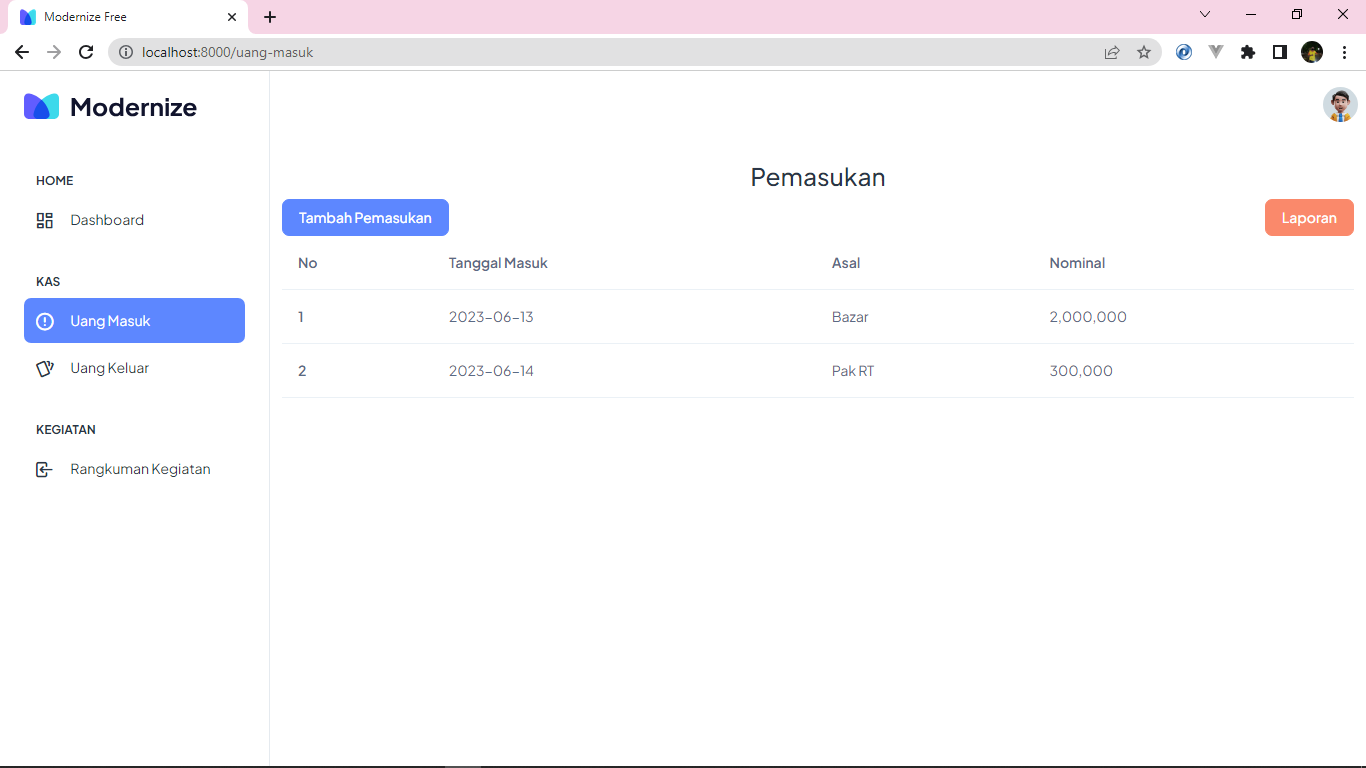 Modernize Free
localhost:8000/uang-masuk
Modernize
HOME
Dashboard
KAS
Uang Masuk
Uang Keluar
KEGIATAN
Rangkuman Kegiatan
Pemasukan
Tambah Pemasukan Laporan
No Tanggal Masuk Asal Nominal
1 2023-06-13 Bazar 2,000,000
2 2023-06-14 Pak RT 300,000